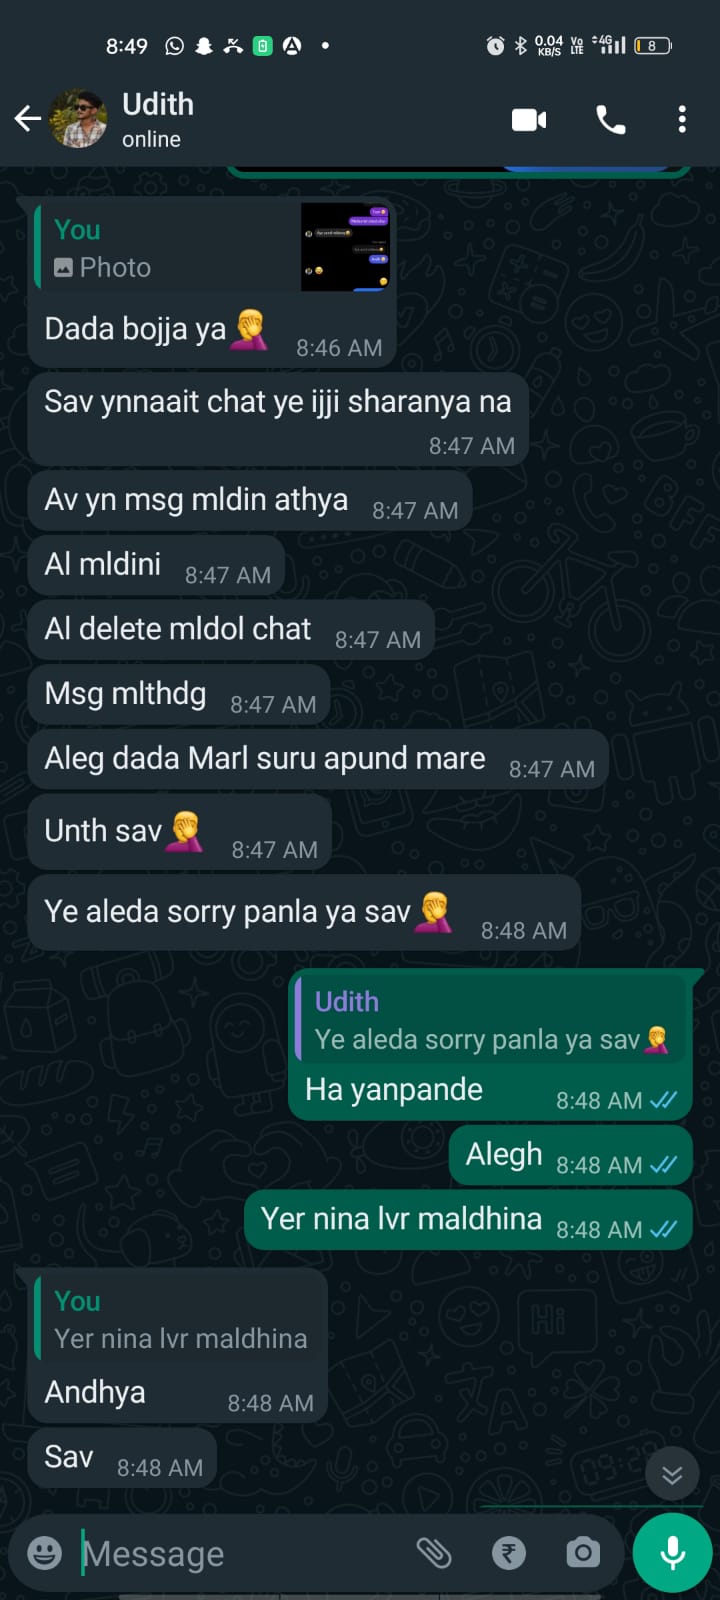 8:49
0.04 KB/S Vo LTE 4G 8
Udith
online
You
Photo
Dada bojja ya🤦
8:46 AM
Sav ynnaait chat ye ijji sharanya na
8:47 AM
Av yn msg mldin athya 8:47 AM
Al mldini 8:47 AM
Al delete mldol chat 8:47 AM
Msg mlthdg 8:47 AM
Aleg dada Marl suru apund mare 8:47 AM
Unth sav🤦 8:47 AM
Ye aleda sorry panla ya sav🤦 8:48 AM
Udith
Ye aleda sorry panla ya sav🤦
Ha yanpande 8:48 AM
Alegh 8:48 AM
Yer nina lvr maldhina 8:48 AM
You
Yer nina lvr maldhina
Andhya 8:48 AM
Sav 8:48 AM
Message